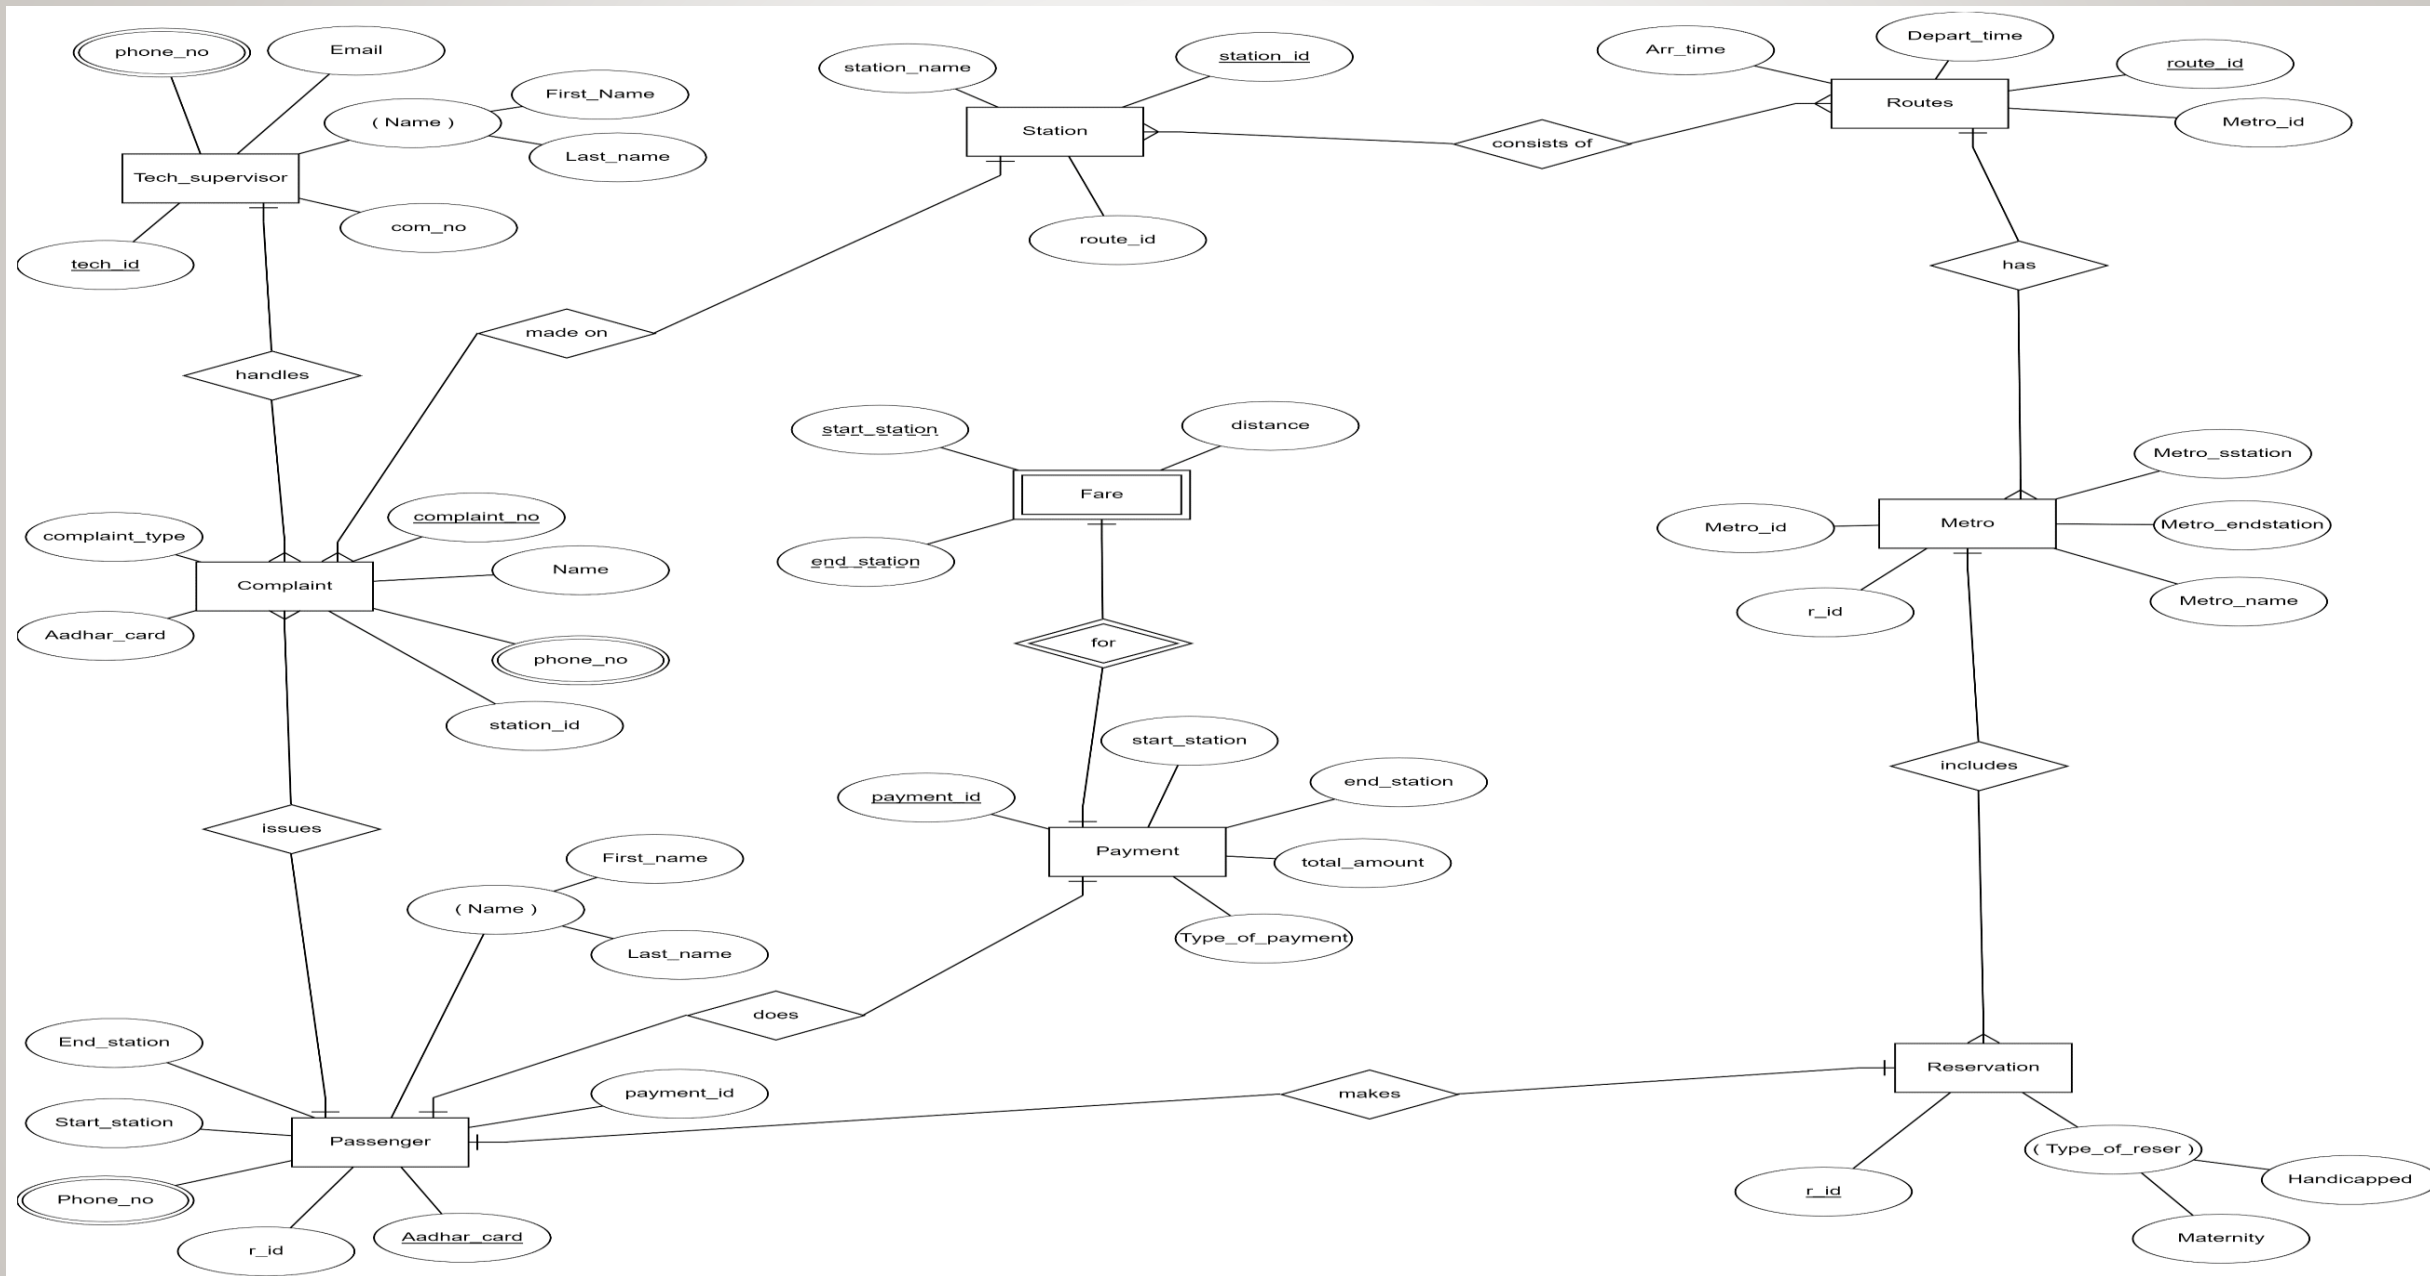 phone_no
Email
First_Name
( Name )
Last_name
Tech_supervisor
com_no
tech_id
station_name
station_id
Station
route_id
consists of
Arr_time
Depart_time
route_id
Routes
Metro_id
has
made on
handles
start_station
distance
Fare
end_station
for
Metro_sstation
Metro_id
Metro
Metro_endstation
r_id
Metro_name
complaint_type
complaint_no
Complaint
Name
Aadhar_card
phone_no
station_id
issues
start_station
payment_id
end_station
Payment
total_amount
Type_of_payment
includes
First_name
( Name )
Last_name
does
End_station
Start_station
payment_id
Passenger
Phone_no
r_id
Aadhar_card
makes
Reservation
r_id
( Type_of_reser )
Handicapped
Maternity